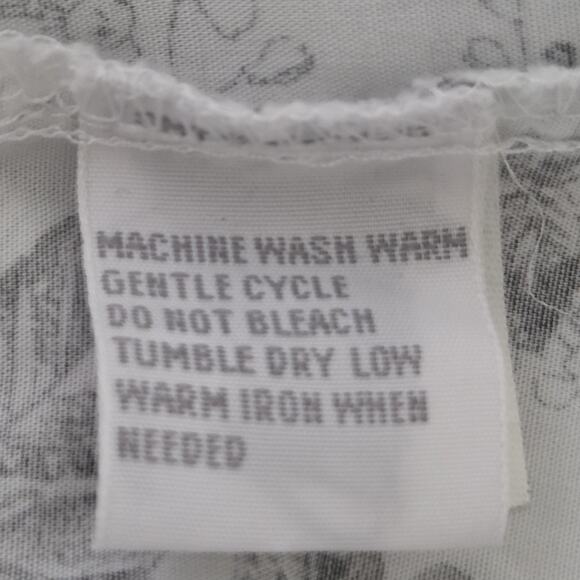 MACHINE WASH WARM
GENTLE CYCLE
DO NOT BLEACH
TUMBLE DRY LOW
WARM IRON WHEN
NEEDED